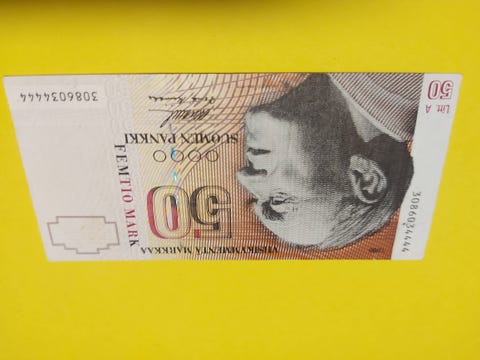 VIISIKYMMENTÄ MARKKAA
50
FEMTIO MARK
SUOMEN PANKKI
3086034444
3086034444
Litt. A
50